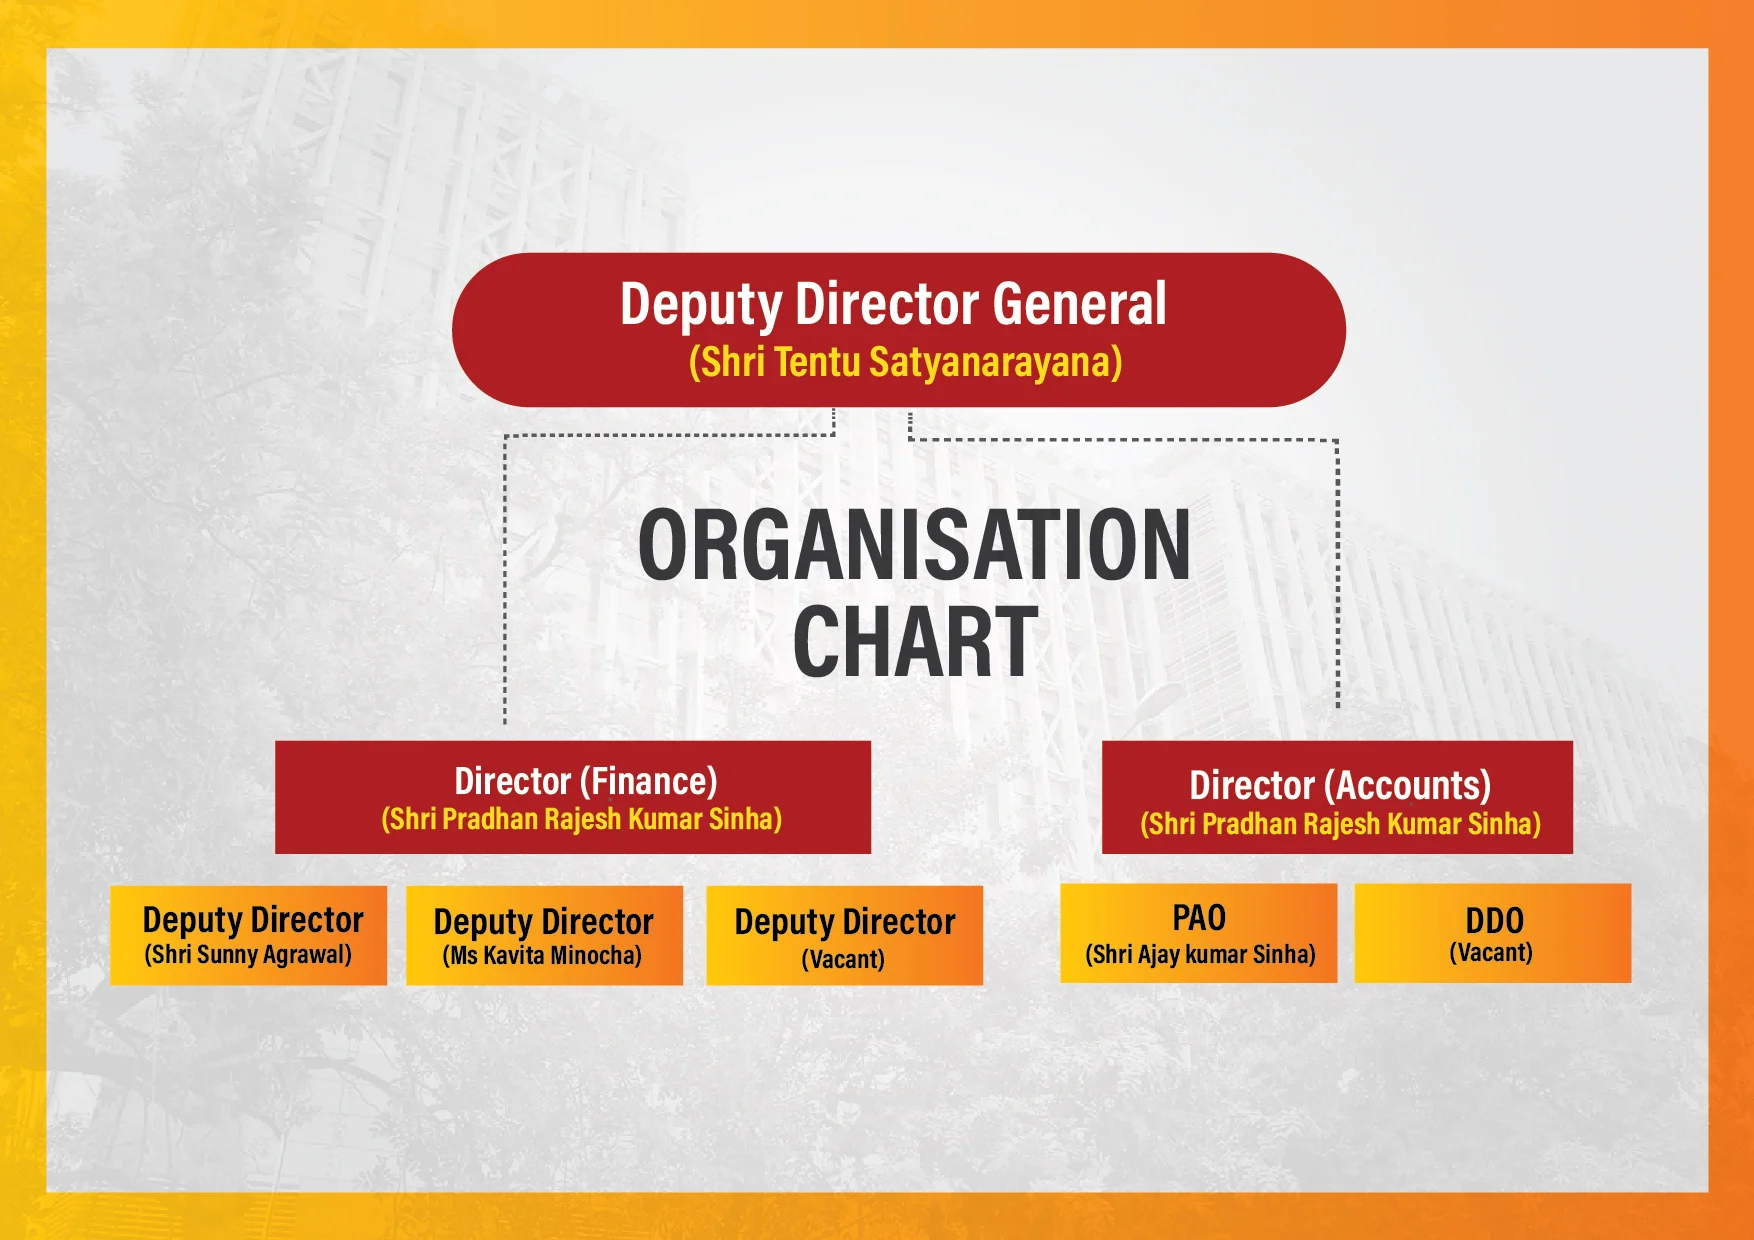 Deputy Director General
(Shri Tentu Satyanarayana)
ORGANISATION
CHART
Director (Finance)
(Shri Pradhan Rajesh Kumar Sinha)
Director (Accounts)
(Shri Pradhan Rajesh Kumar Sinha)
Deputy Director
(Shri Sunny Agrawal)
Deputy Director
(Ms Kavita Minocha)
Deputy Director
(Vacant)
PAO
(Shri Ajay kumar Sinha)
DDO
(Vacant)